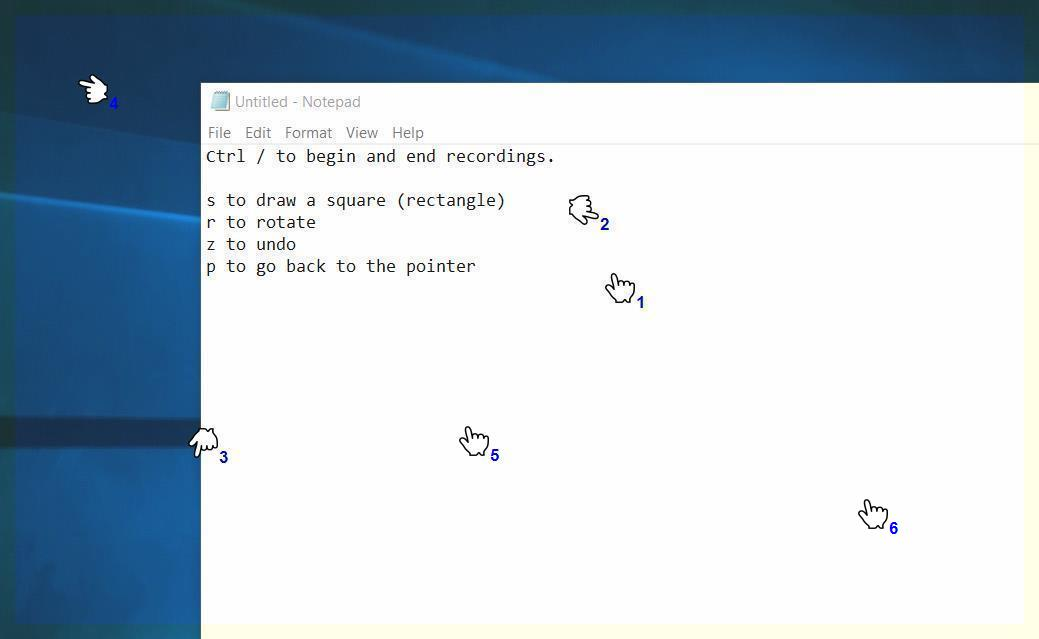 4
Untitled - Notepad
File Edit Format View Help
Ctrl / to begin and end recordings.
s to draw a square (rectangle)
2
r to rotate
z to undo
p to go back to the pointer
1
3
5
6